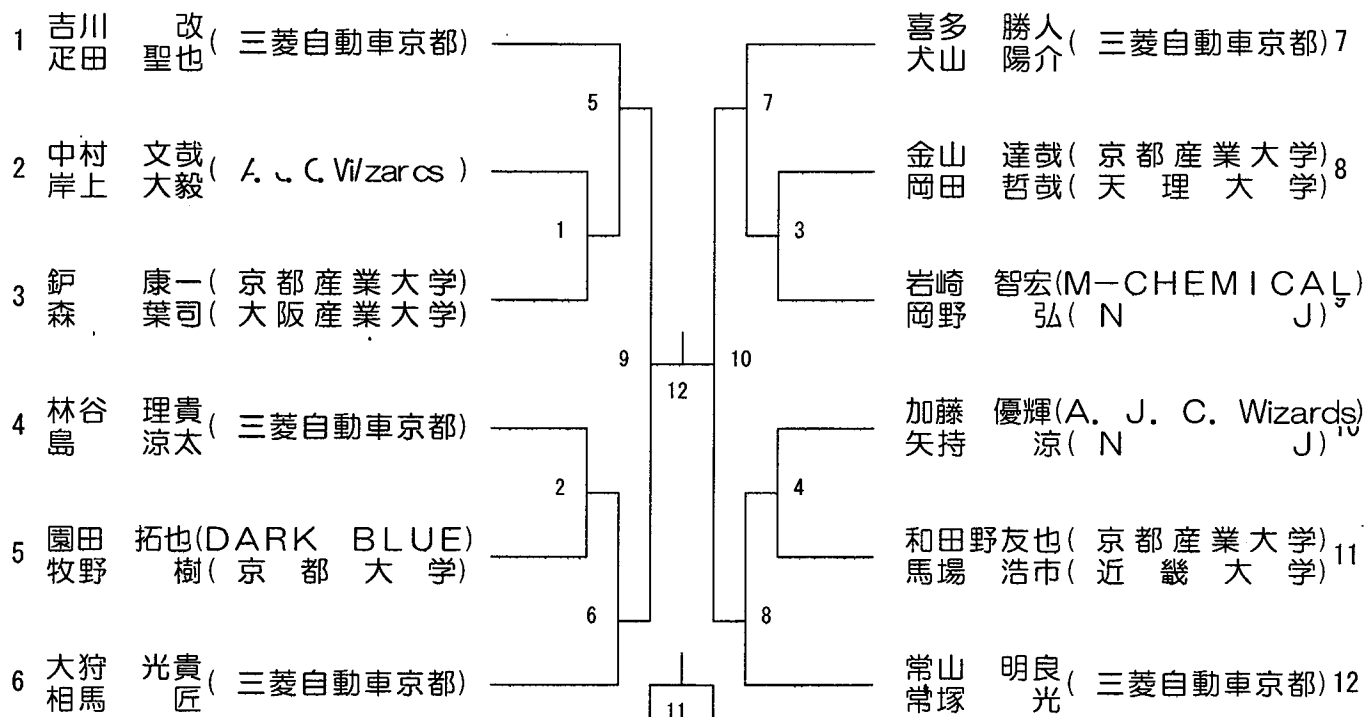 1 吉川 改
疋田 聖也 ( 三菱自動車京都)
2 中村 文哉
岸上 大毅
3 鈩 康一( 京都産業大学)
森 葉司( 大阪産業大学)
4 林谷 理貴
島 涼太 ( 三菱自動車京都)
5 園田 拓也(DARK BLUE)
牧野 樹( 京都大学)
6 大狩 光貴
相馬 匠 ( 三菱自動車京都)
5
1
2
6
9
12
10
11
7
3
4
8
喜多 勝人
犬山 陽介 ( 三菱自動車京都) 7
金山 達哉( 京都産業大学)
岡田 哲哉( 天理大学) 8
岩崎 智宏(M-CHEMICAL)
岡野 弘( N J) 9
加藤 優輝(A. J. C. Wizards)
矢持 涼( N J) 10
和田野友也( 京都産業大学)
馬場 浩市( 近畿大学) 11
常山 明良
常塚 光 ( 三菱自動車京都) 12